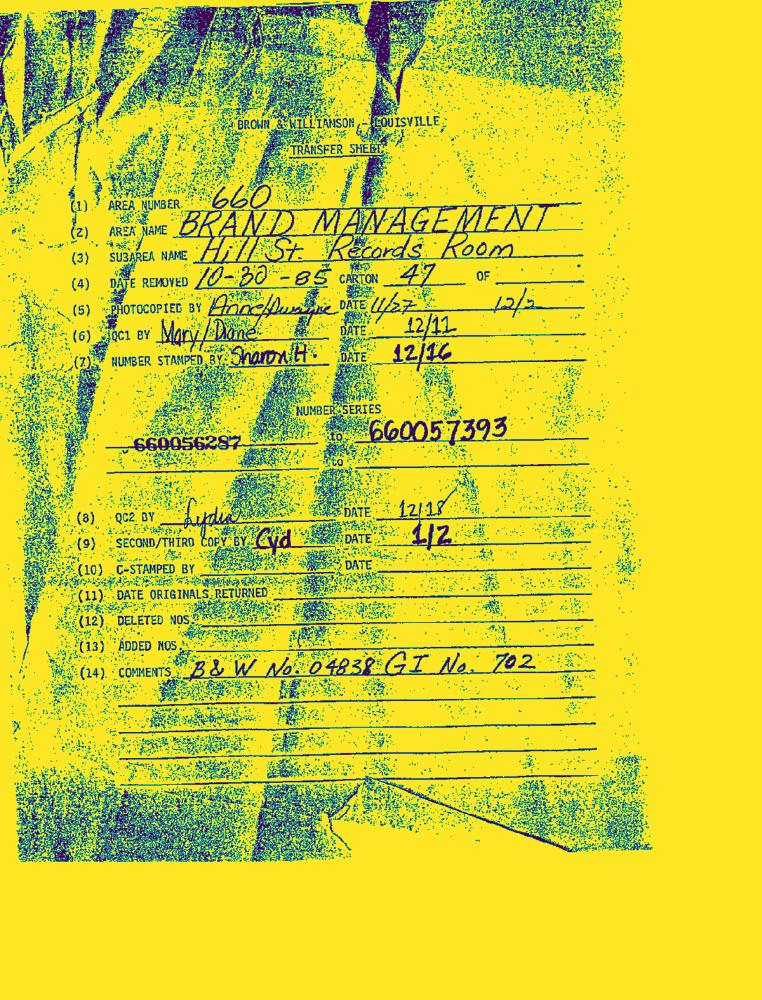 BROWN & WILLIAMSON - LOUISVILLE
TRANSFER SHEET
(1) AREA NUMBER 660
(2) AREA NAME BRAND MANAGEMENT
(3) SUBAREA NAME Hill St. Records Room
(4) DATE REMOVED 10-30-85 CARTON 47 OF
(5) PHOTOCOPIED BY Anne/Dwayne DATE 11/27 12/2
(6) QC1 BY Mary/Diane DATE 12/11
(7) NUMBER STAMPED BY Sharon H. DATE 12/16
NUMBER SERIES
660056287 to 660057393
to
(8) QC2 BY Lydia DATE 12/18
(9) SECOND/THIRD COPY BY Cyd DATE 1/2
(10) C-STAMPED BY DATE
(11) DATE ORIGINALS RETURNED
(12) DELETED NOS.
(13) ADDED NOS.
(14) COMMENTS B & W No. 04838 GI No. 702